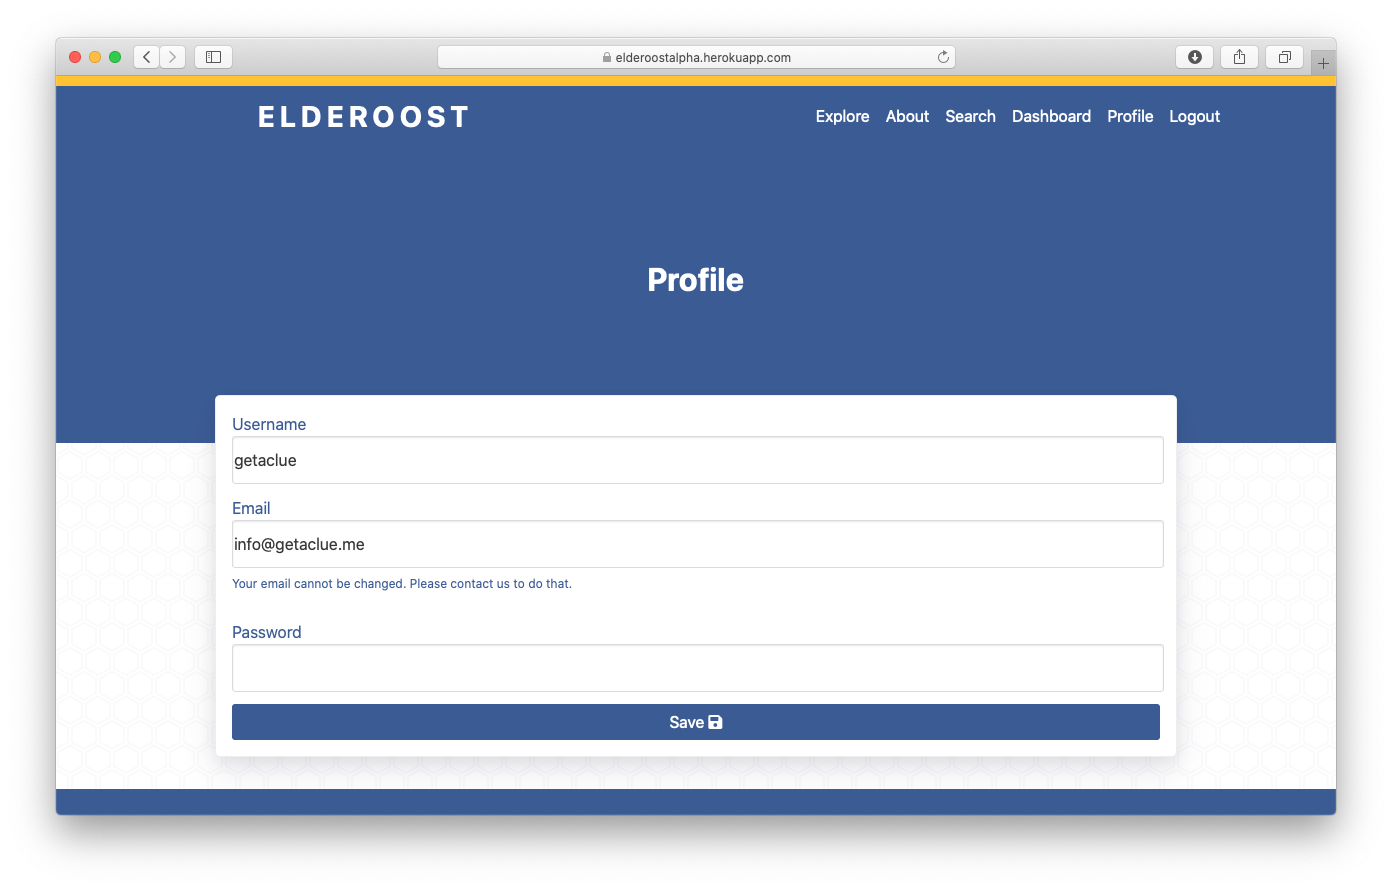 elderoostalpha.herokuapp.com
ELDEROOST
Explore About Search Dashboard Profile Logout
Profile
Username
getaclue
Email
info@getaclue.me
Your email cannot be changed. Please contact us to do that.
Password
Save